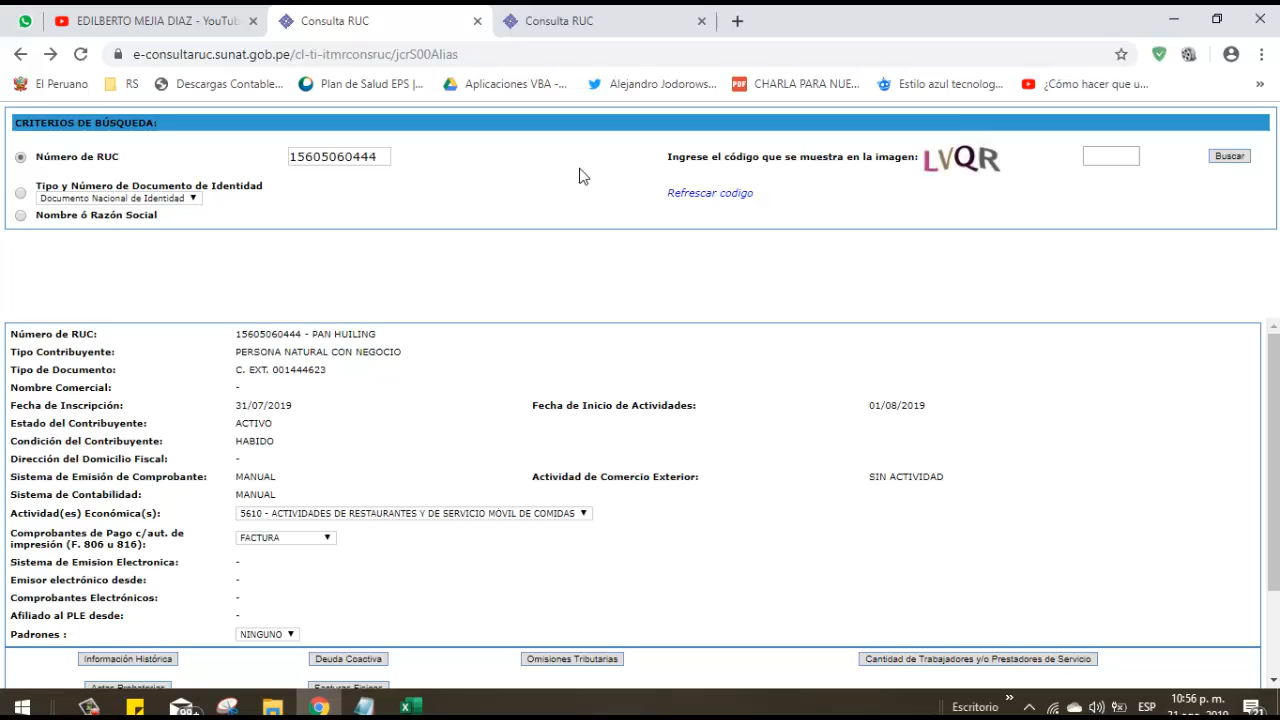 EDILBERTO MEJIA DIAZ - YouTub
Consulta RUC
Consulta RUC
e-consultaruc.sunat.gob.pe/cl-ti-itmrconsruc/jcrS00Alias
El Peruano
RS
Descargas Contable...
Plan de Salud EPS |...
Aplicaciones VBA -...
Alejandro Jodorows...
CHARLA PARA NUE...
Estilo azul tecnolog...
¿Cómo hacer que u...
CRITERIOS DE BÚSQUEDA:
Número de RUC 15605060444 Ingrese el código que se muestra en la imagen: LVQR Buscar
Tipo y Número de Documento de Identidad
Documento Nacional de Identidad
Refrescar codigo
Nombre ó Razón Social
Número de RUC: 15605060444 - PAN HUILING
Tipo Contribuyente: PERSONA NATURAL CON NEGOCIO
Tipo de Documento: C. EXT. 001444623
Nombre Comercial: -
Fecha de Inscripción: 31/07/2019 Fecha de Inicio de Actividades: 01/08/2019
Estado del Contribuyente: ACTIVO
Condición del Contribuyente: HABIDO
Dirección del Domicilio Fiscal: -
Sistema de Emisión de Comprobante: MANUAL Actividad de Comercio Exterior: SIN ACTIVIDAD
Sistema de Contabilidad: MANUAL
Actividad(es) Económica(s): 5610 - ACTIVIDADES DE RESTAURANTES Y DE SERVICIO MÓVIL DE COMIDAS
Comprobantes de Pago c/aut. de
impresión (F. 806 u 816): FACTURA
Sistema de Emision Electronica: -
Emisor electrónico desde: -
Comprobantes Electrónicos: -
Afiliado al PLE desde: -
Padrones : NINGUNO
Información Histórica Deuda Coactiva Omisiones Tributarias Cantidad de Trabajadores y/o Prestadores de Servicio
Actas Probatorias Facturas Fisicas
Escritorio
ESP
10:56 p. m.
31 ago. 2019